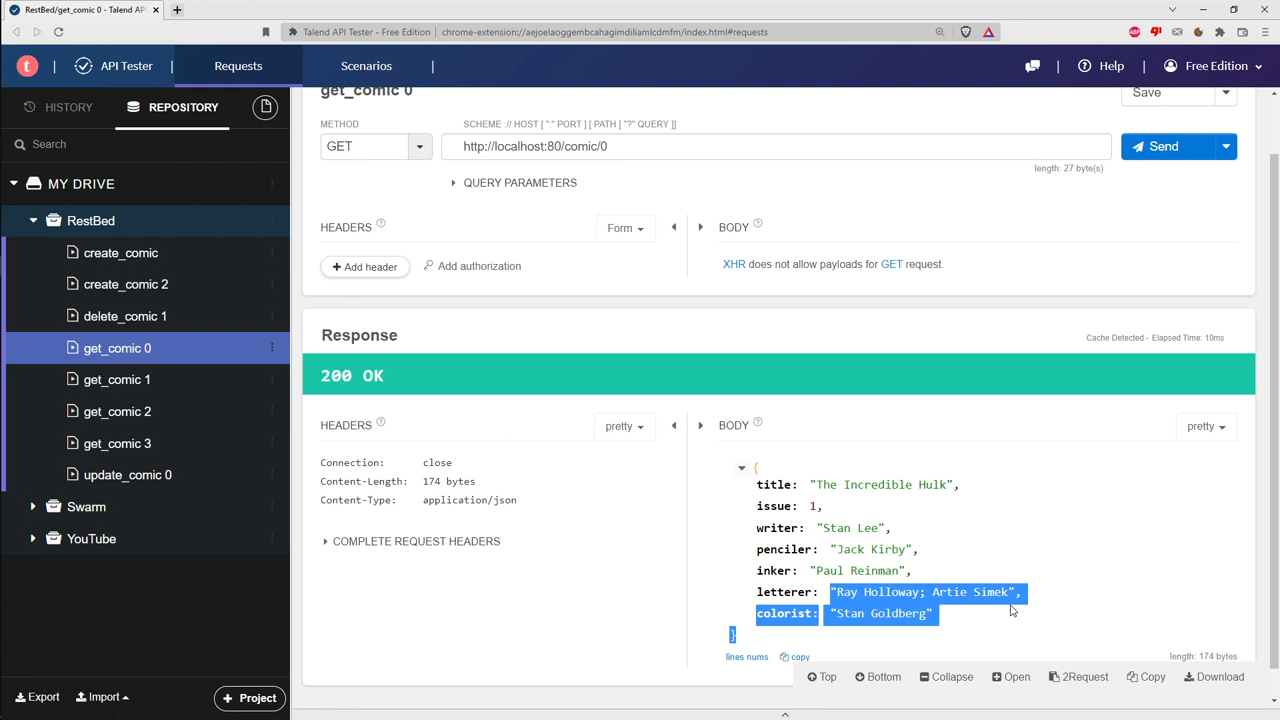 RestBed/get_comic 0 - Talend API
Talend API Tester - Free Edition
chrome-extension://aejoelaoggembcahagimdiliamlcdmfm/index.html#requests
API Tester
Requests
Scenarios
Help
Free Edition
HISTORY
REPOSITORY
get_comic 0
Save
METHOD
SCHEME :// HOST [ ":" PORT ] [ PATH [ "?" QUERY ]]
Search
GET
http://localhost:80/comic/0
Send
length: 27 byte(s)
QUERY PARAMETERS
MY DRIVE
RestBed
create_comic
create_comic 2
delete_comic 1
get_comic 0
get_comic 1
get_comic 2
get_comic 3
update_comic 0
Swarm
YouTube
HEADERS ?
Form
BODY ?
Add header
Add authorization
XHR does not allow payloads for GET request.
Response
Cache Detected - Elapsed Time: 10ms
200 OK
HEADERS ?
pretty
BODY ?
pretty
Connection: close
Content-Length: 174 bytes
Content-Type: application/json
COMPLETE REQUEST HEADERS
{
title: "The Incredible Hulk",
issue: 1,
writer: "Stan Lee",
penciler: "Jack Kirby",
inker: "Paul Reinman",
letterer: "Ray Holloway; Artie Simek",
colorist: "Stan Goldberg"
}
lines nums
copy
length: 174 bytes
Top
Bottom
Collapse
Open
2Request
Copy
Download
Export
Import
+ Project